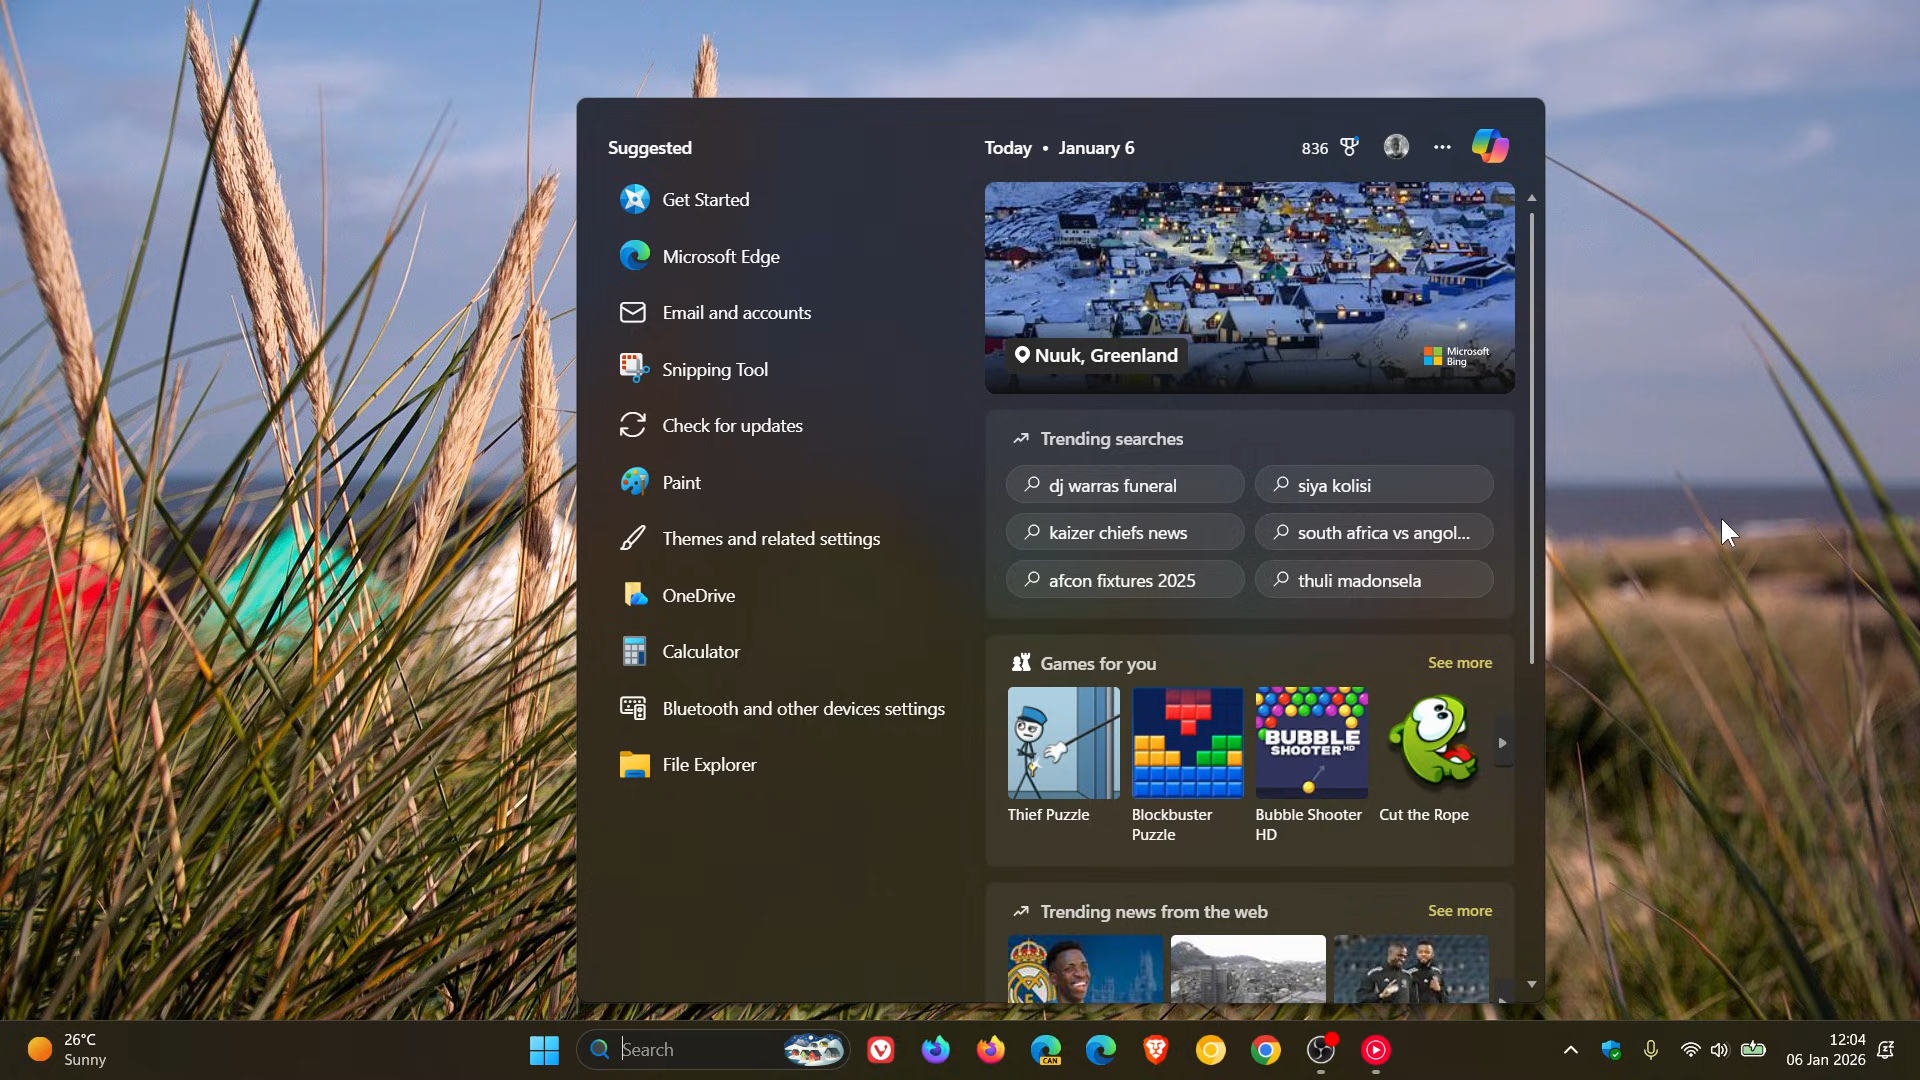 Suggested
Get Started
Microsoft Edge
Email and accounts
Snipping Tool
Check for updates
Paint
Themes and related settings
OneDrive
Calculator
Bluetooth and other devices settings
File Explorer
Today • January 6
836
Nuuk, Greenland
Microsoft
Bing
Trending searches
dj warras funeral
siya kolisi
kaizer chiefs news
south africa vs angol...
afcon fixtures 2025
thuli madonsela
Games for you
See more
BUBBLE
SHOOTER HD
Thief Puzzle
Blockbuster
Puzzle
Bubble Shooter
HD
Cut the Rope
Trending news from the web
See more
26°C
Sunny
Search
CAN
12:04
06 Jan 2026